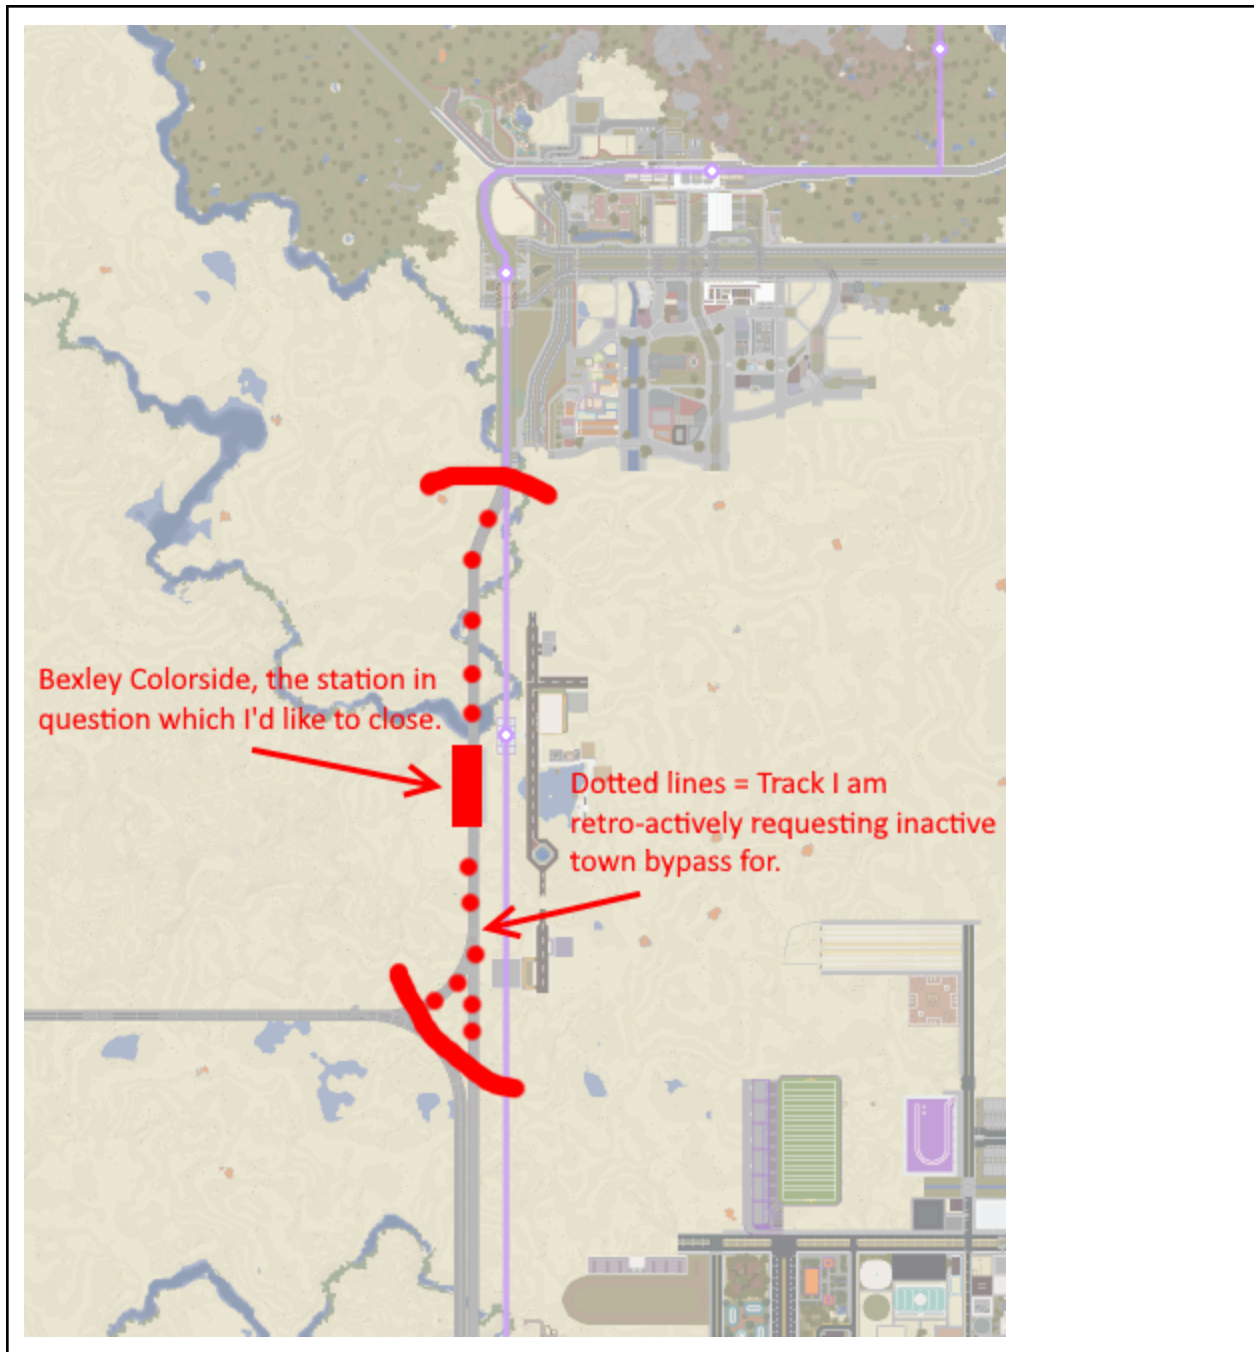 Bexley Colorside, the station in
question which I'd like to close.
Dotted lines = Track I am
retro-actively requesting inactive
town bypass for.